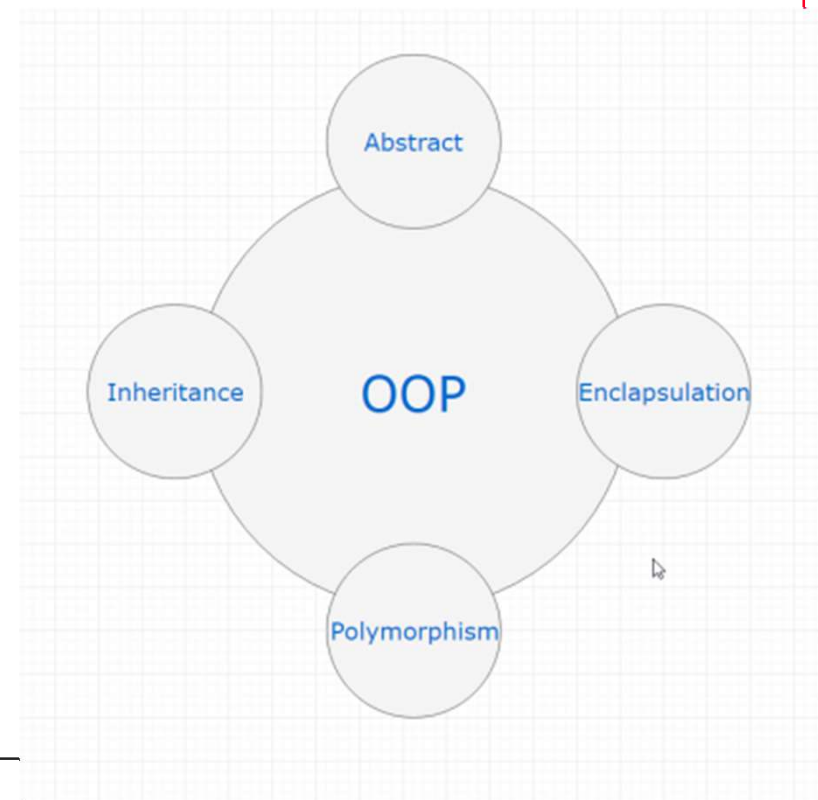 Abstract
Inheritance
OOP
Enclapsulation
Polymorphism